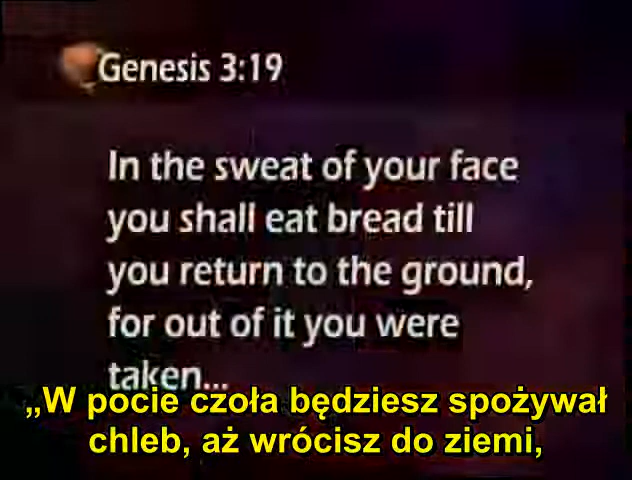 Genesis 3:19
In the sweat of your face
you shall eat bread till
you return to the ground,
for out of it you were
taken...
„W pocie czoła będziesz spożywał
chleb, aż wrócisz do ziemi,